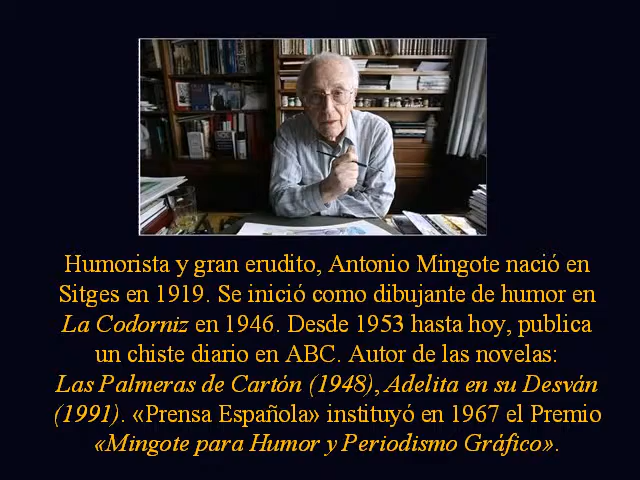 Humorista y gran erudito, Antonio Mingote nació en
Sitges en 1919. Se inició como dibujante de humor en
La Codorniz en 1946. Desde 1953 hasta hoy, publica
un chiste diario en ABC. Autor de las novelas:
Las Palmeras de Cartón (1948), Adelita en su Desván
(1991). «Prensa Española» instituyó en 1967 el Premio
«Mingote para Humor y Periodismo Gráfico».